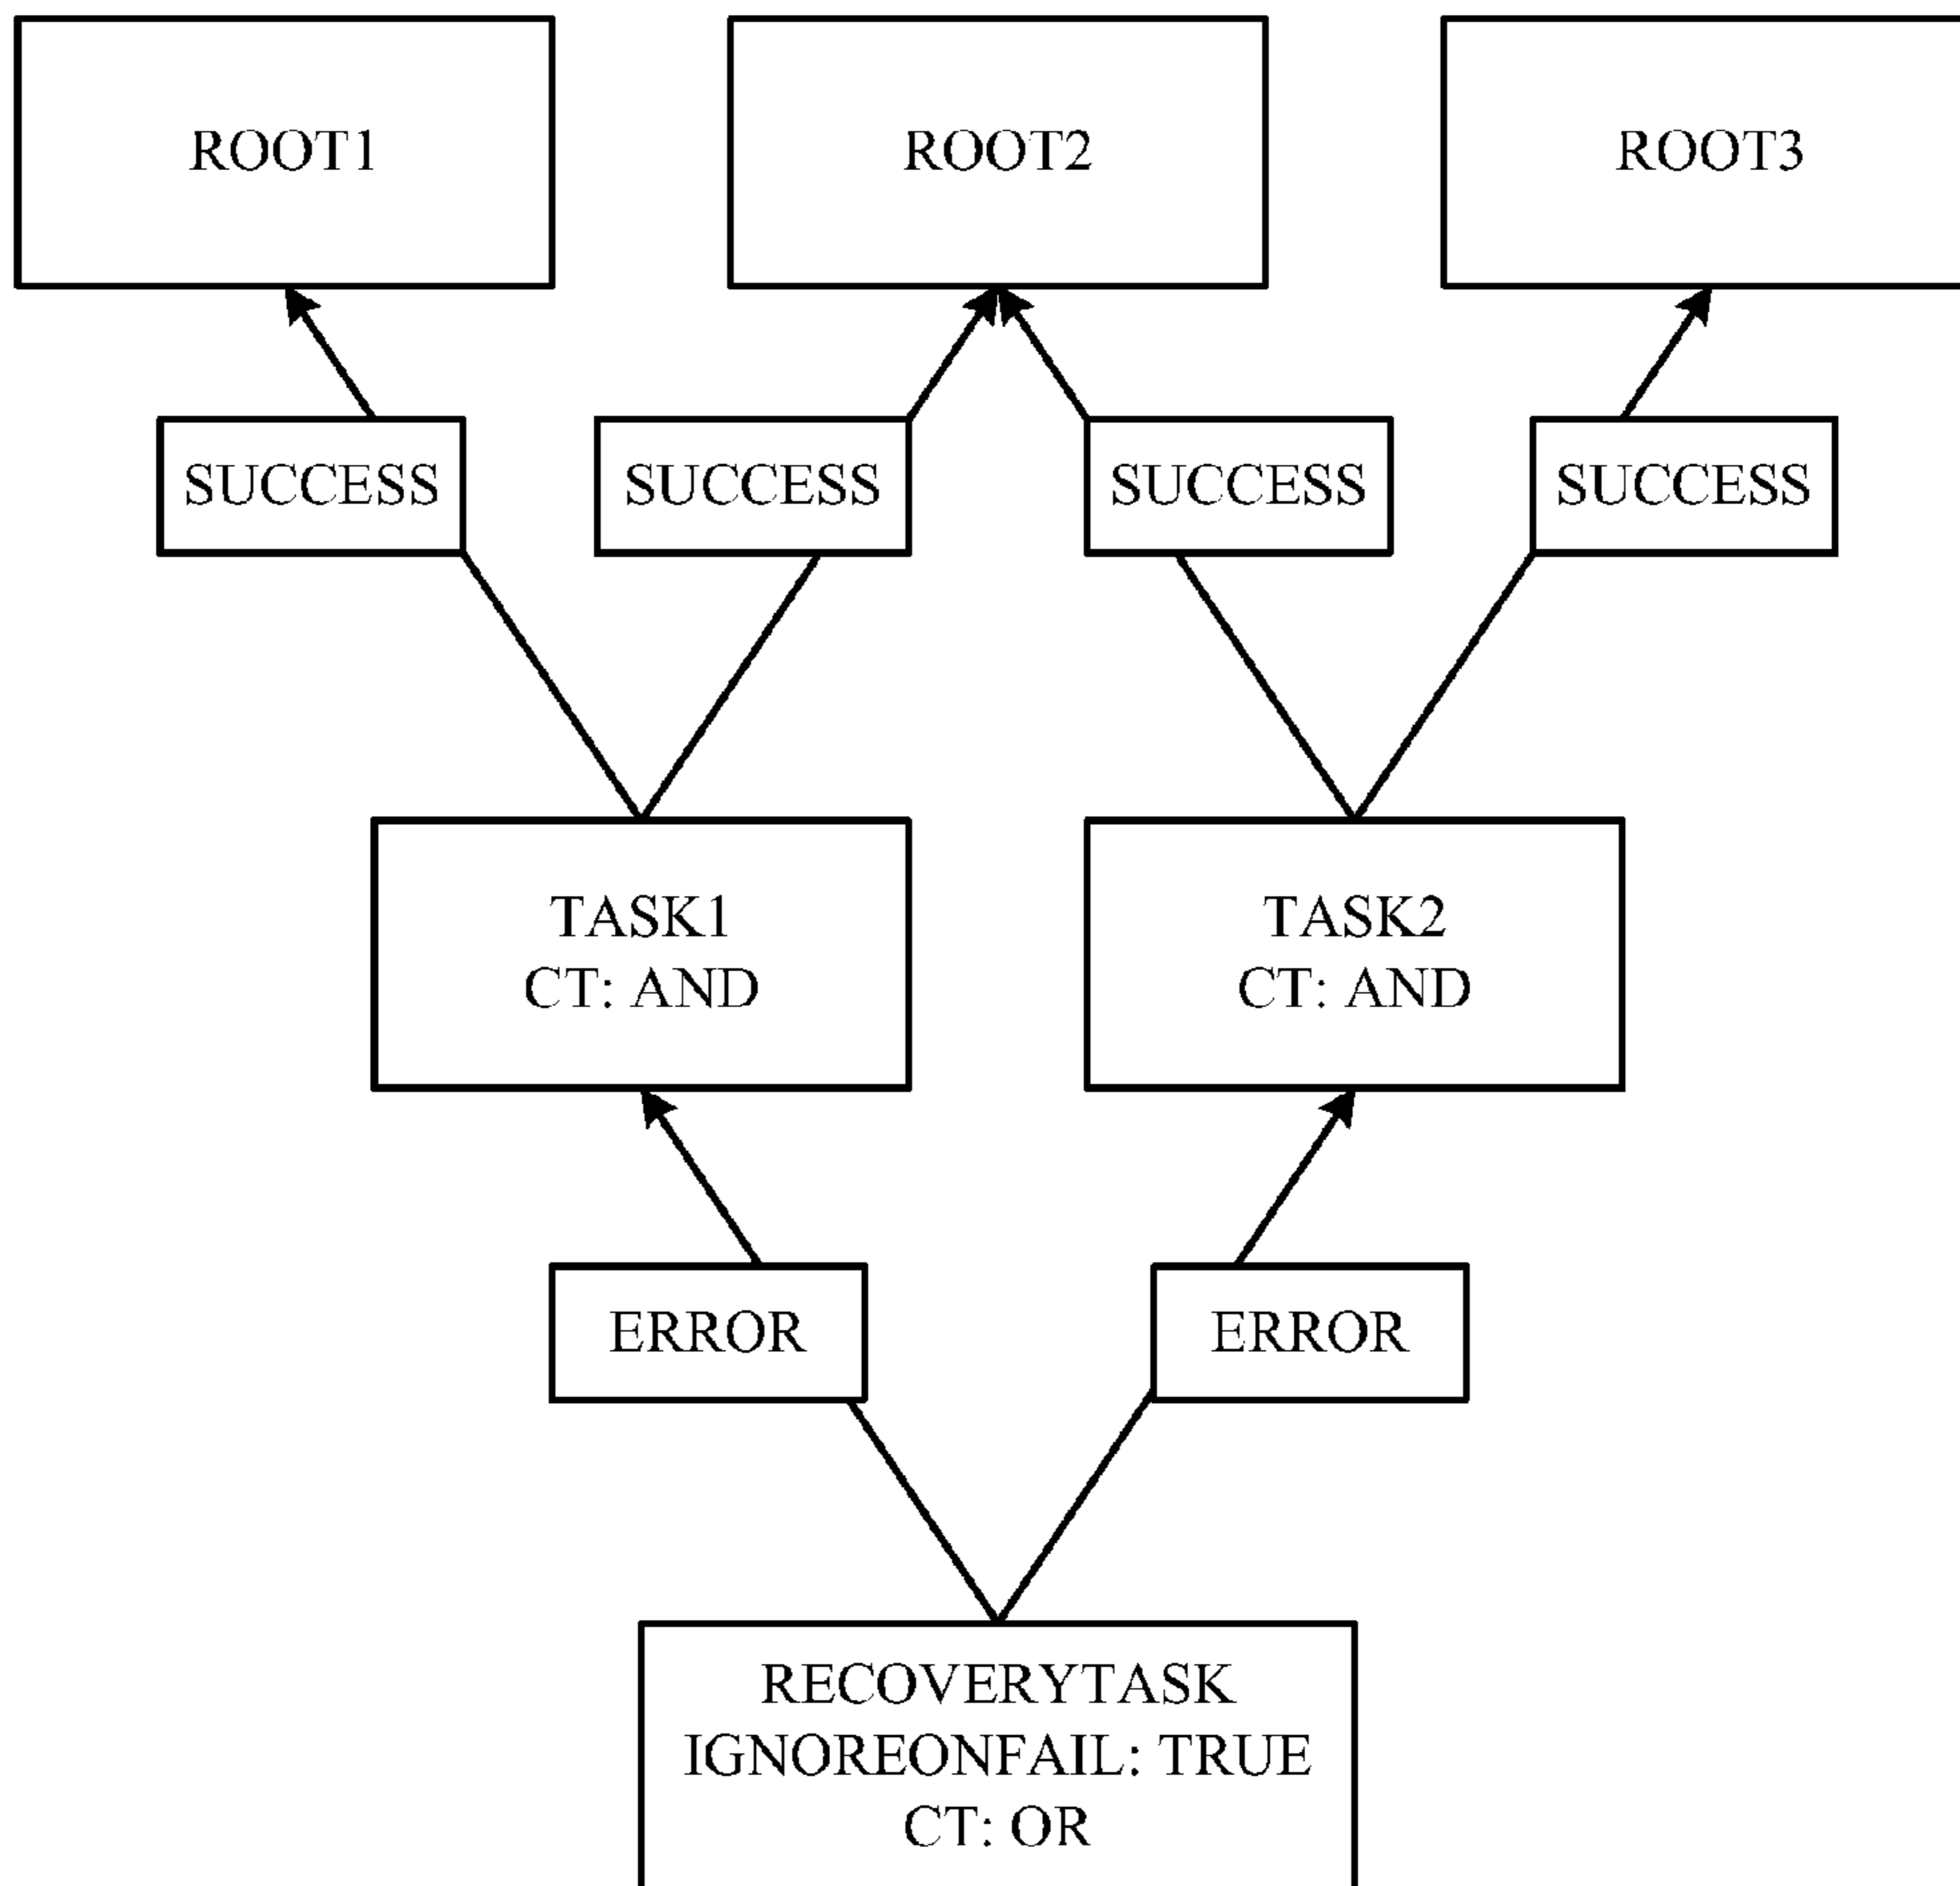 ROOT1
ROOT2
ROOT3
SUCCESS
SUCCESS
SUCCESS
SUCCESS
TASK1
CT: AND
TASK2
CT: AND
ERROR
ERROR
RECOVERYTASK
IGNOREONFAIL: TRUE
CT: OR